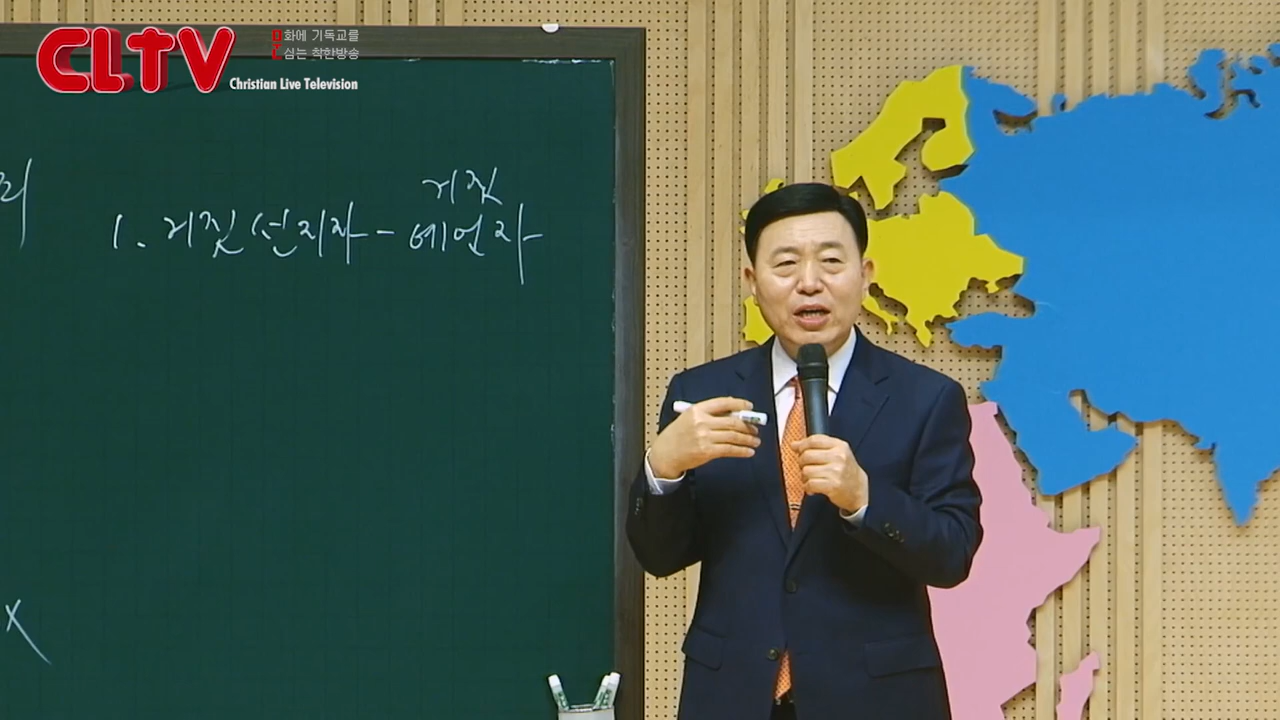 CLTV
문화에 기독교를
심는 착한방송
Christian Live Television
리
거짓
1. 거짓 선지자 - 예언자
X